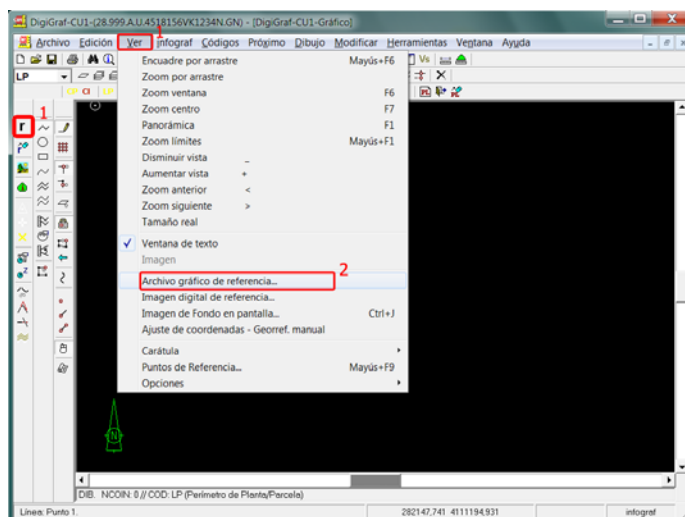 DigiGraf-CU1-(28.999.A.U.4518156VK1234N.GN) - [DigiGraf-CU1-Gráfico]
1
Archivo Edición Ver infograf Códigos Próximo Dibujo Modificar Herramientas Ventana Ayuda
Vs
LP
CI
1
r
Encuadre por arrastre Mayús+F6
Zoom por arrastre
Zoom ventana F6
Zoom centro F7
Panorámica F1
Zoom límites Mayús+F1
Disminuir vista _
Aumentar vista +
Zoom anterior <
Zoom siguiente >
Tamaño real
Ventana de texto
Imagen
Archivo gráfico de referencia... 2
Imagen digital de referencia...
Imagen de Fondo en pantalla... Ctrl+J
Ajuste de coordenadas - Georref. manual
Carátula
Puntos de Referencia... Mayús+F9
Opciones
N
DIB. NCOIN: 0 // COD: LP (Perímetro de Planta/Parcela)
Línea: Punto 1. 282147,741 4111194,931 infograf